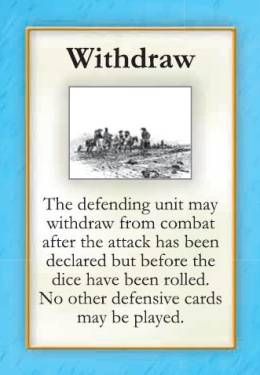 Withdraw
The defending unit may
withdraw from combat
after the attack has been
declared but before the
dice have been rolled.
No other defensive cards
may be played.